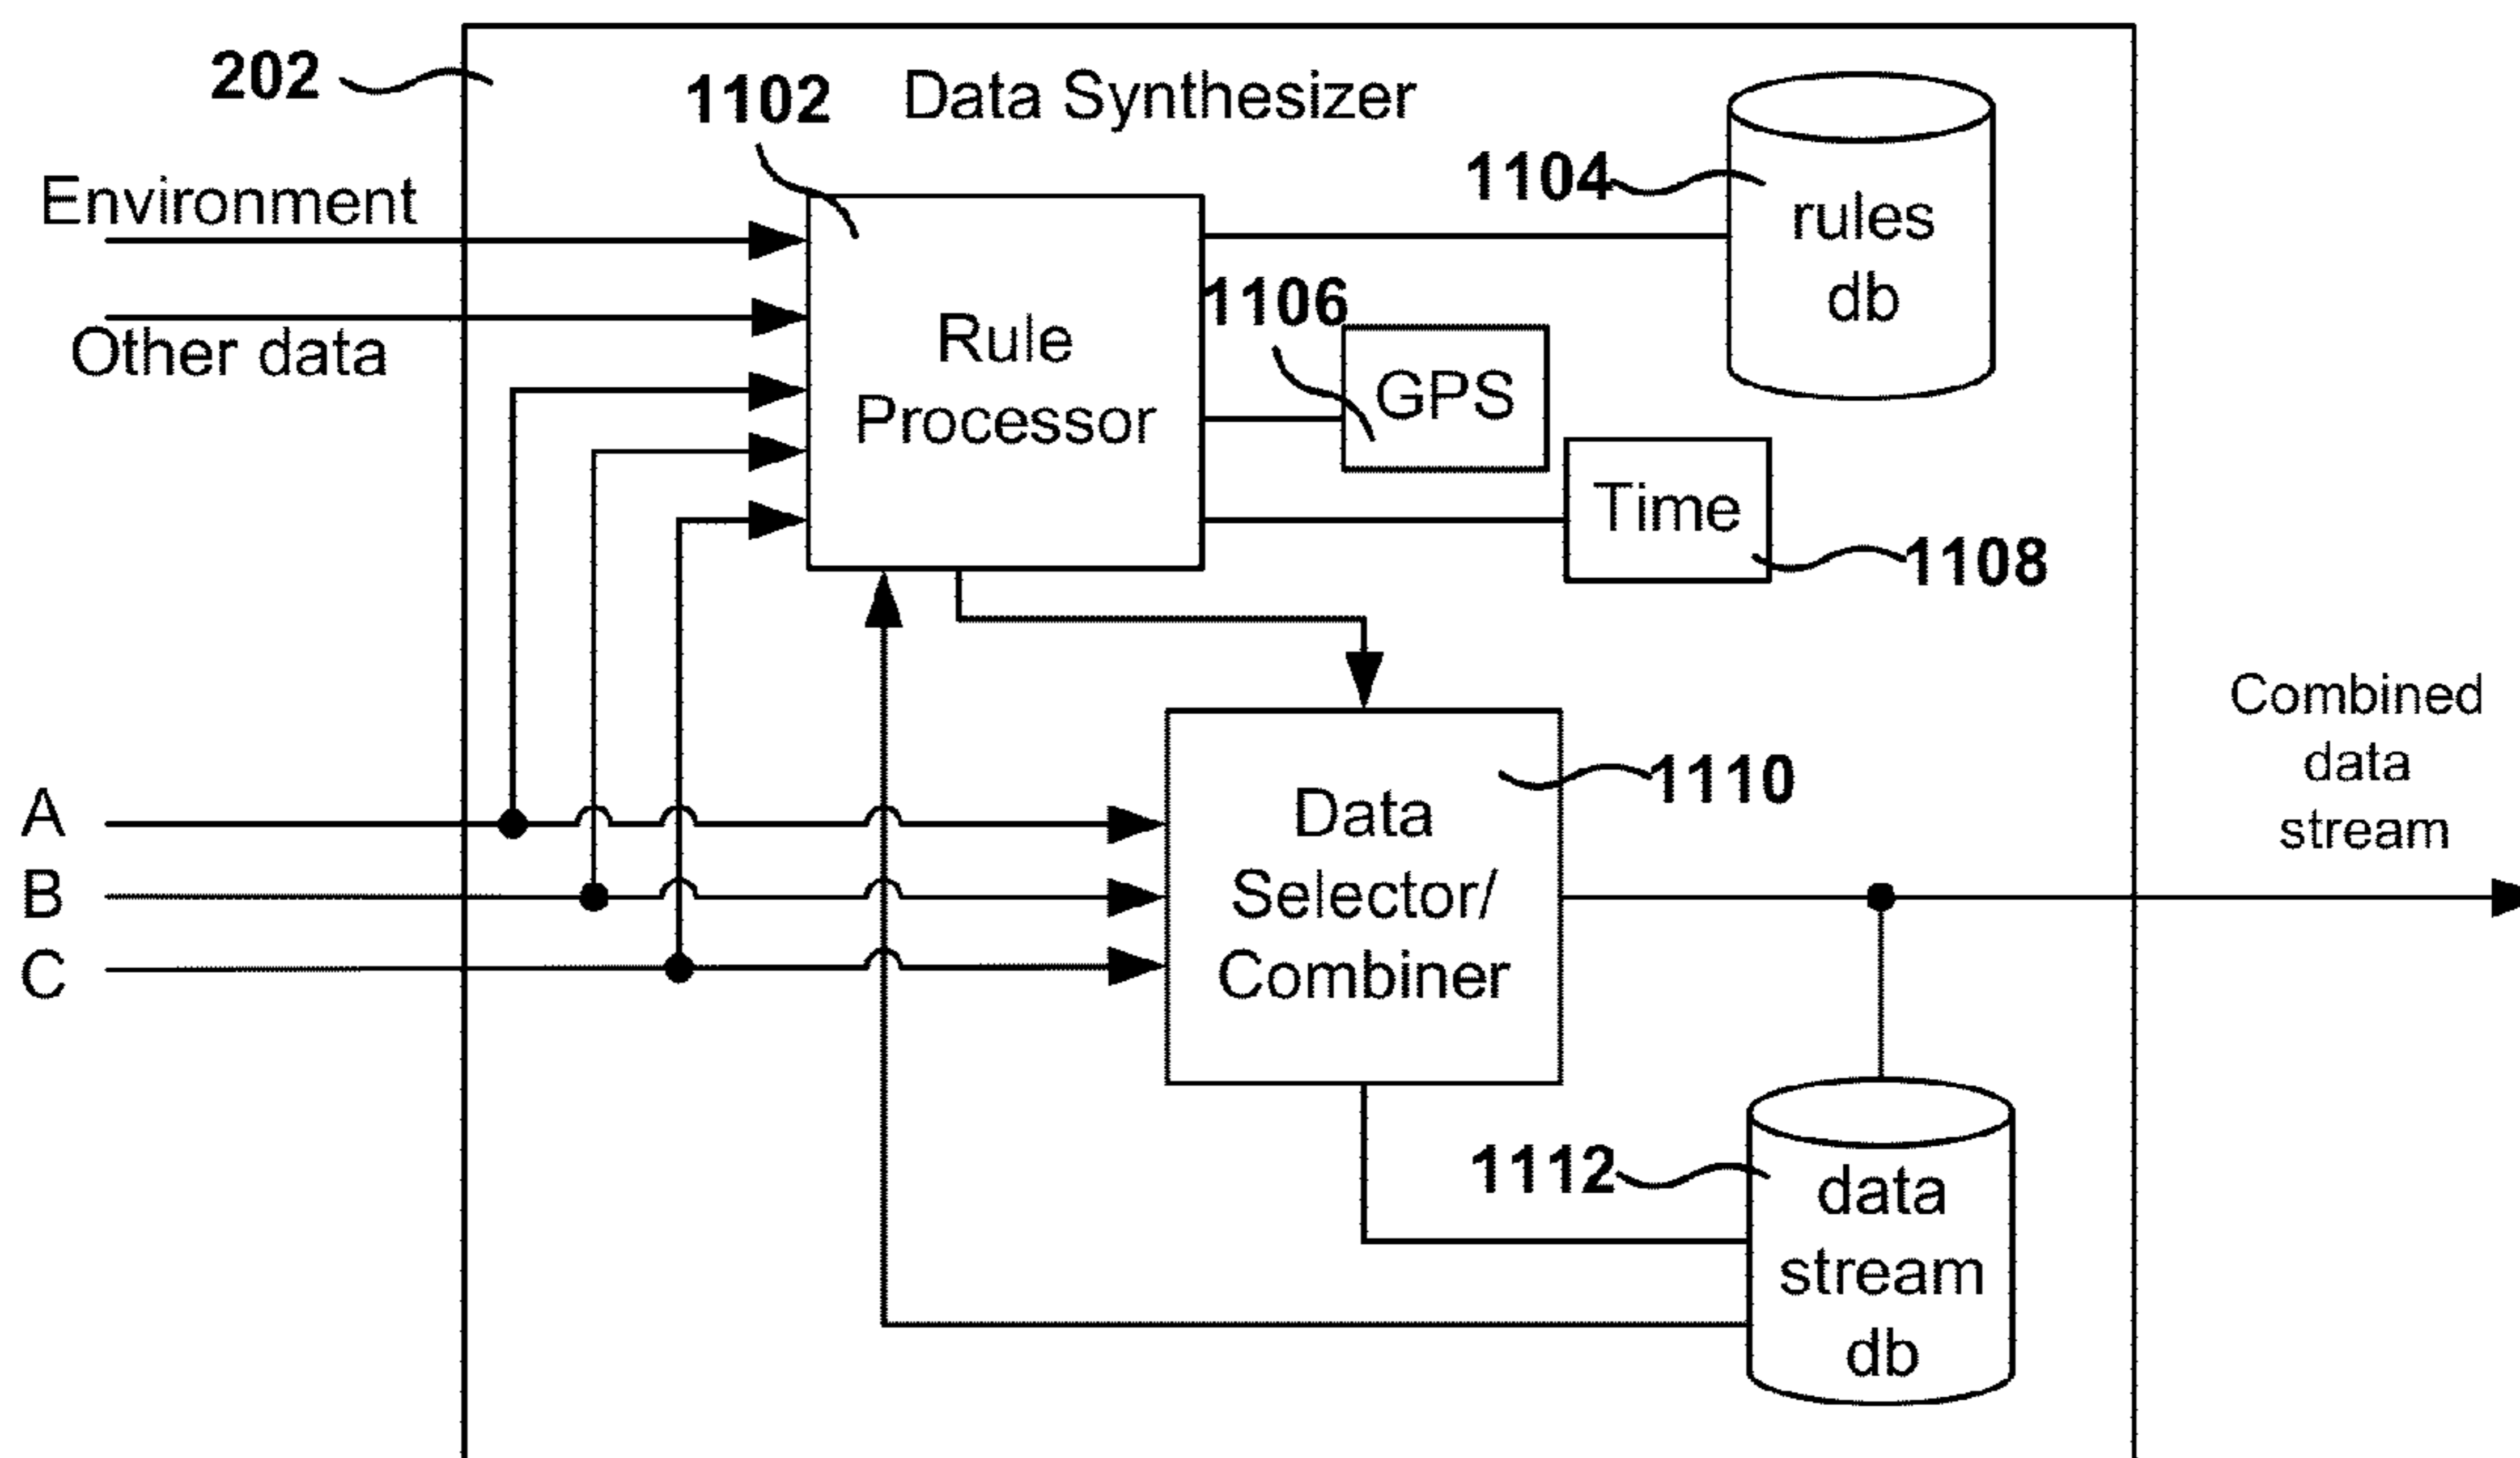 202
1102
Data Synthesizer
1104
rules
db
Environment
Other data
1106
GPS
Rule
Processor
Time
1108
Combined
data
stream
1110
A
B
C
Data
Selector/
Combiner
1112
data
stream
db